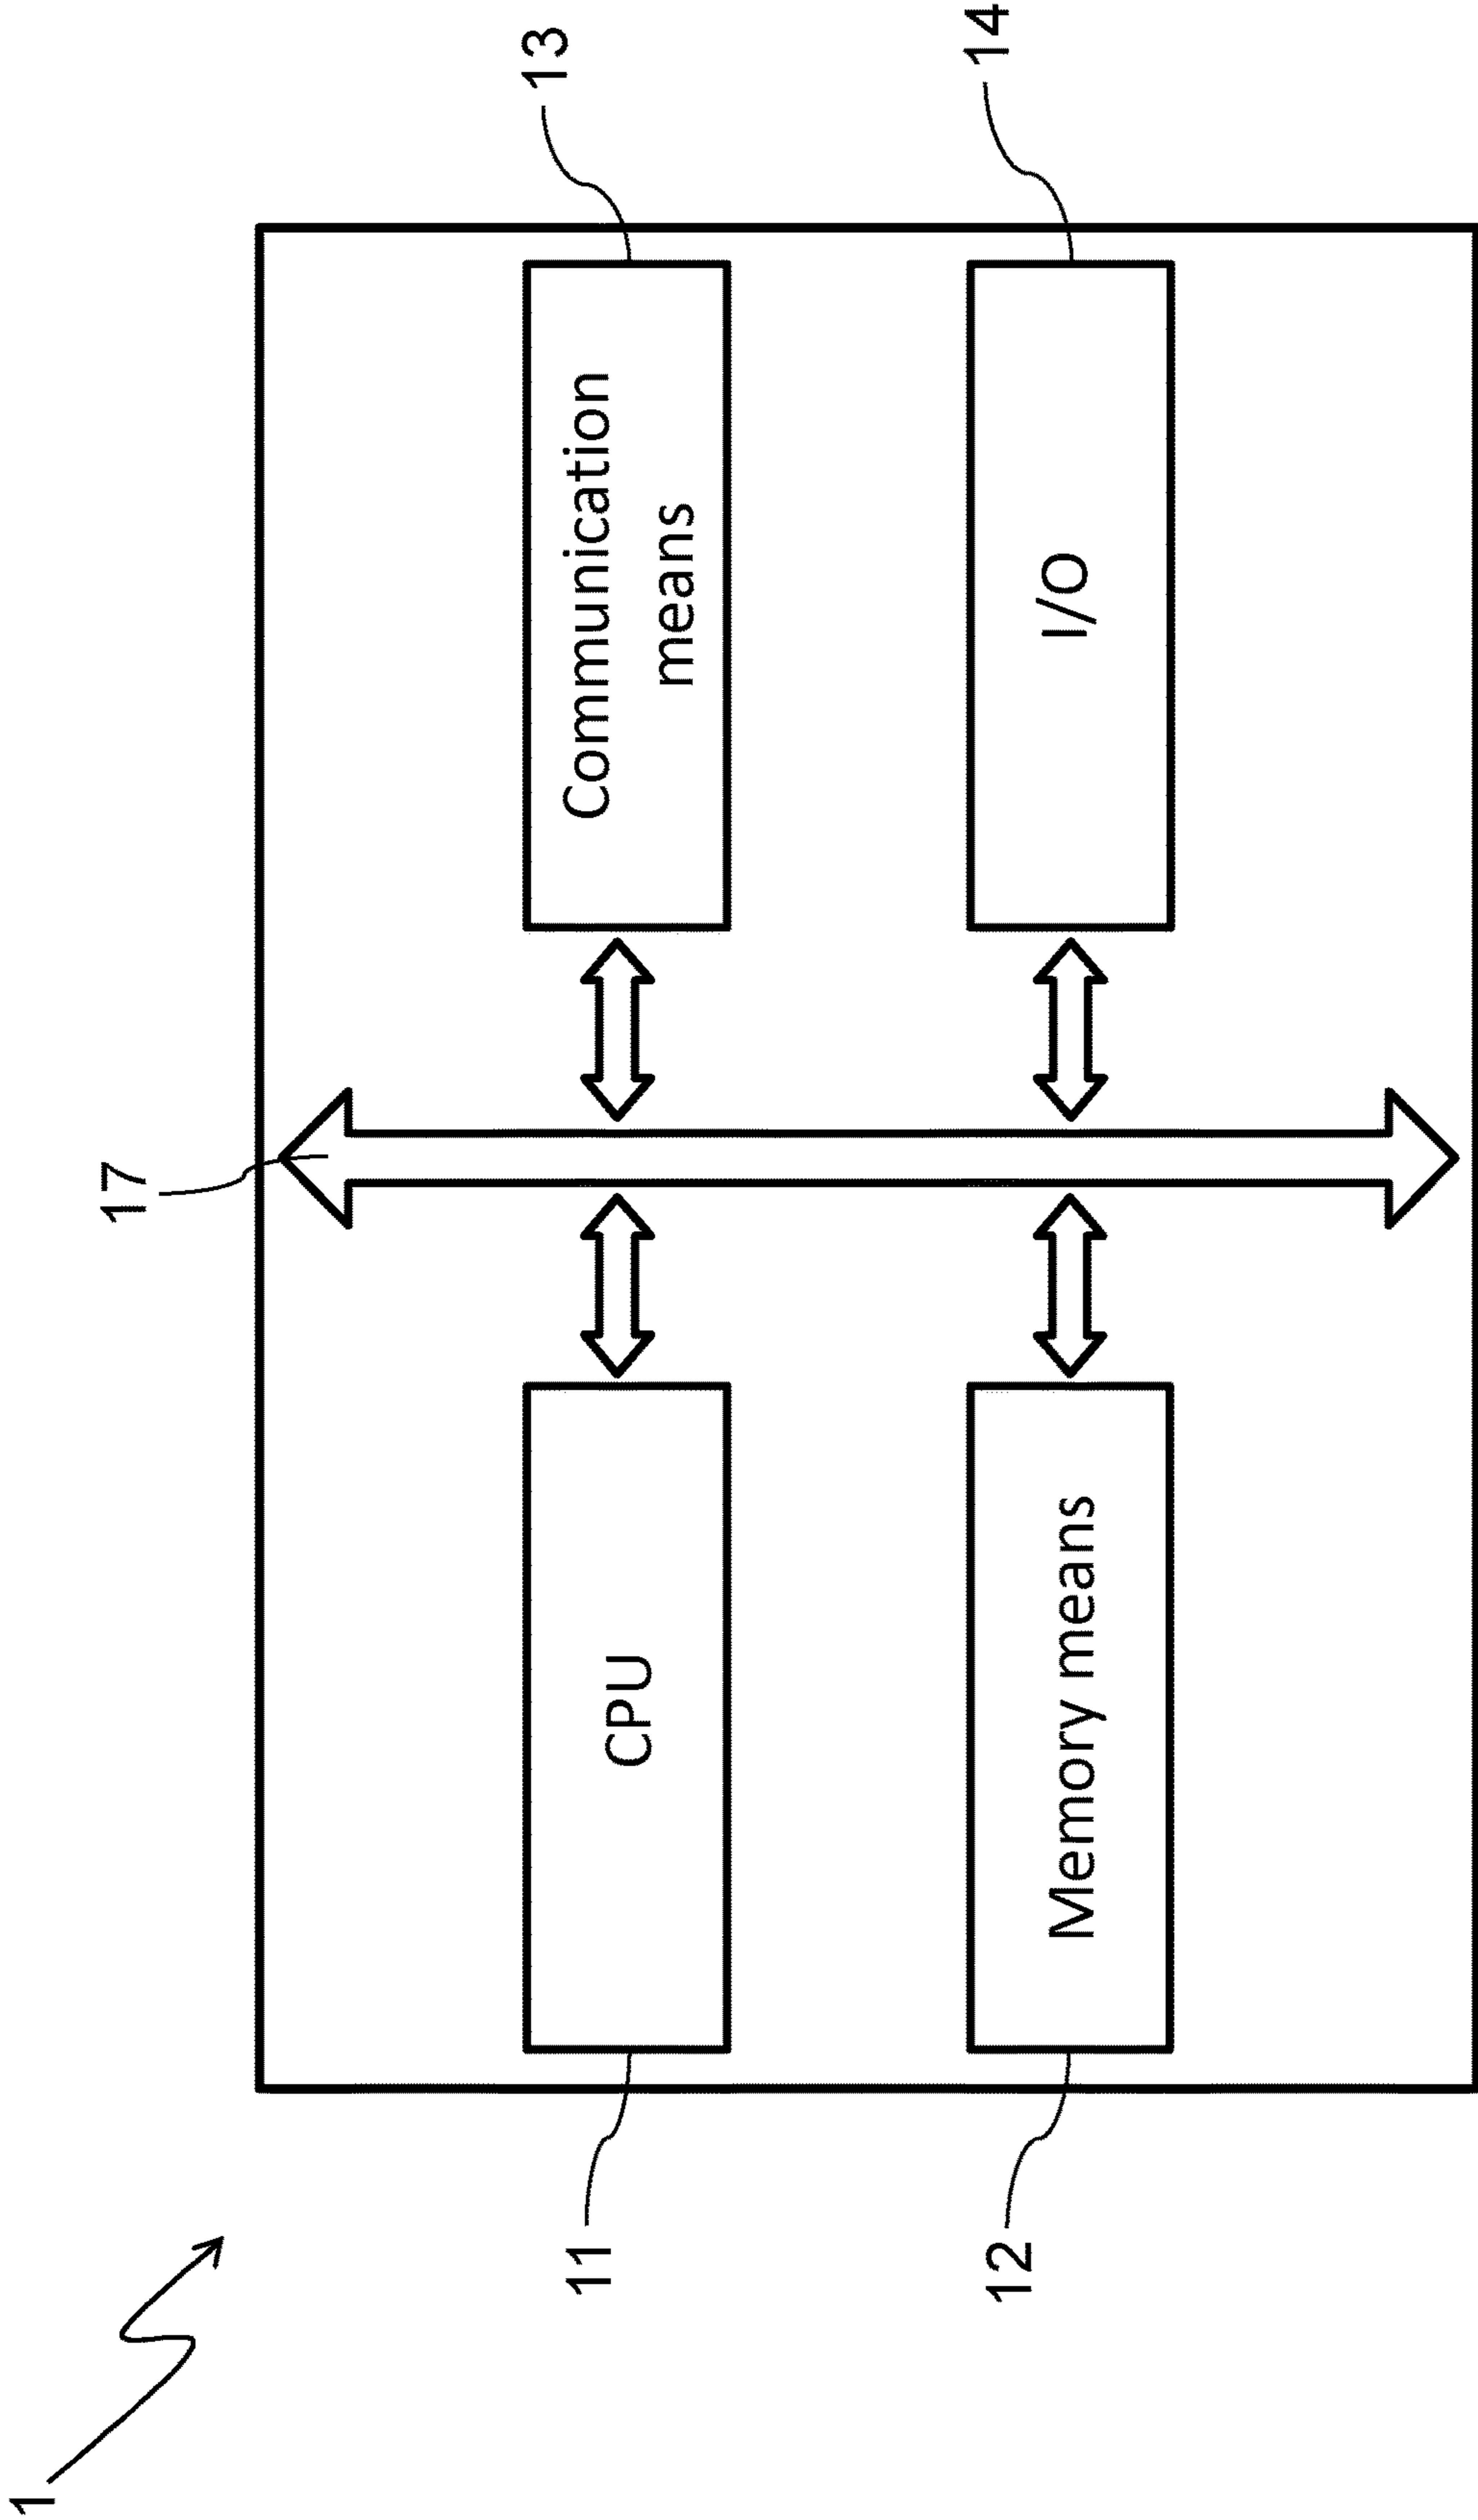 1
17
11
CPU
Communication
means
13
12
Memory means
I/O
14